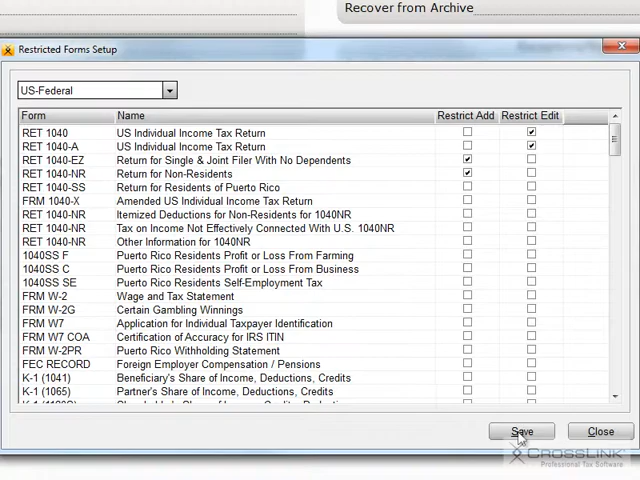 Recover from Archive
Restricted Forms Setup
US-Federal
Form Name Restrict Add Restrict Edit
RET 1040 US Individual Income Tax Return
RET 1040-A US Individual Income Tax Return
RET 1040-EZ Return for Single & Joint Filer With No Dependents
RET 1040-NR Return for Non-Residents
RET 1040-SS Return for Residents of Puerto Rico
FRM 1040-X Amended US Individual Income Tax Return
RET 1040-NR Itemized Deductions for Non-Residents for 1040NR
RET 1040-NR Tax on Income Not Effectively Connected With U.S. 1040NR
RET 1040-NR Other Information for 1040NR
1040SS F Puerto Rico Residents Profit or Loss From Farming
1040SS C Puerto Rico Residents Profit or Loss From Business
1040SS SE Puerto Rico Residents Self-Employment Tax
FRM W-2 Wage and Tax Statement
FRM W-2G Certain Gambling Winnings
FRM W7 Application for Individual Taxpayer Identification
FRM W7 COA Certification of Accuracy for IRS ITIN
FRM W-2PR Puerto Rico Withholding Statement
FEC RECORD Foreign Employer Compensation / Pensions
K-1 (1041) Beneficiary's Share of Income, Deductions, Credits
K-1 (1065) Partner's Share of Income, Deductions, Credits
Save Close
CROSSLINK
Professional Tax Software